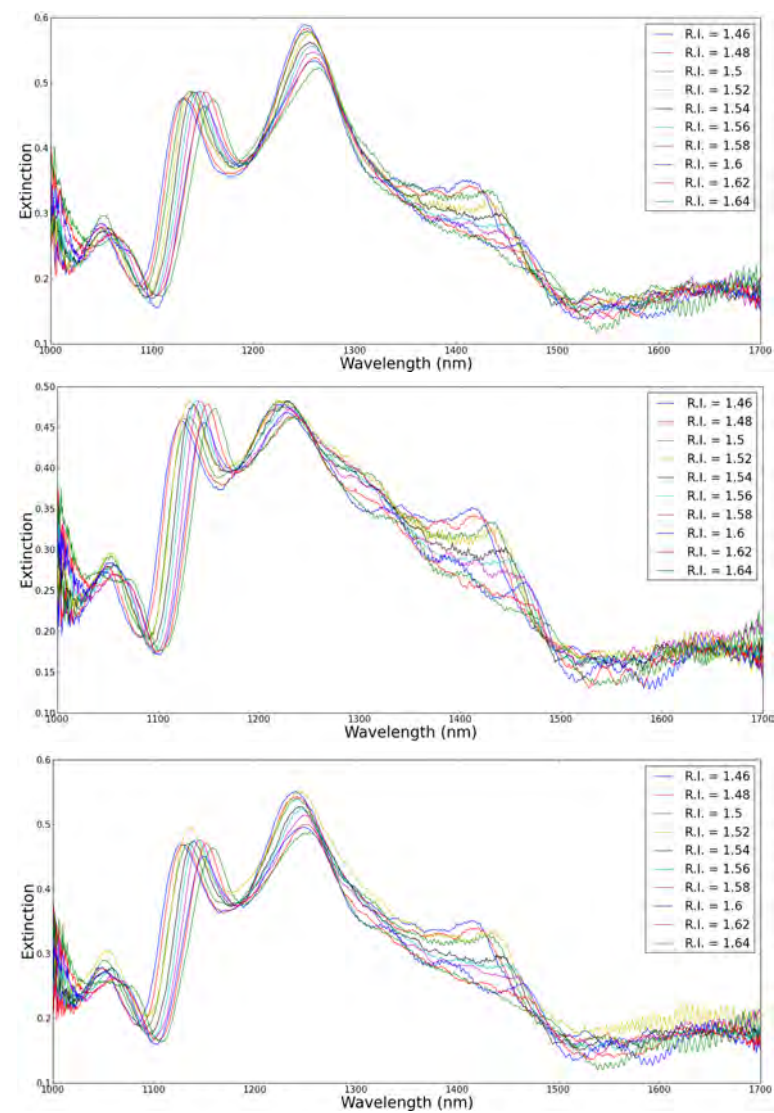 0.6
0.5
0.4
0.3
0.2
0.1
Extinction
R.I. = 1.46
R.I. = 1.48
R.I. = 1.5
R.I. = 1.52
R.I. = 1.54
R.I. = 1.56
R.I. = 1.58
R.I. = 1.6
R.I. = 1.62
R.I. = 1.64
1000 1100 1200 1300 1400 1500 1600 1700
Wavelength (nm)
0.50
0.45
0.40
0.35
0.30
0.25
0.20
0.15
0.10
Extinction
R.I. = 1.46
R.I. = 1.48
R.I. = 1.5
R.I. = 1.52
R.I. = 1.54
R.I. = 1.56
R.I. = 1.58
R.I. = 1.6
R.I. = 1.62
R.I. = 1.64
1000 1100 1200 1300 1400 1500 1600 1700
Wavelength (nm)
0.6
0.5
0.4
0.3
0.2
0.1
Extinction
R.I. = 1.46
R.I. = 1.48
R.I. = 1.5
R.I. = 1.52
R.I. = 1.54
R.I. = 1.56
R.I. = 1.58
R.I. = 1.6
R.I. = 1.62
R.I. = 1.64
1000 1100 1200 1300 1400 1500 1600 1700
Wavelength (nm)